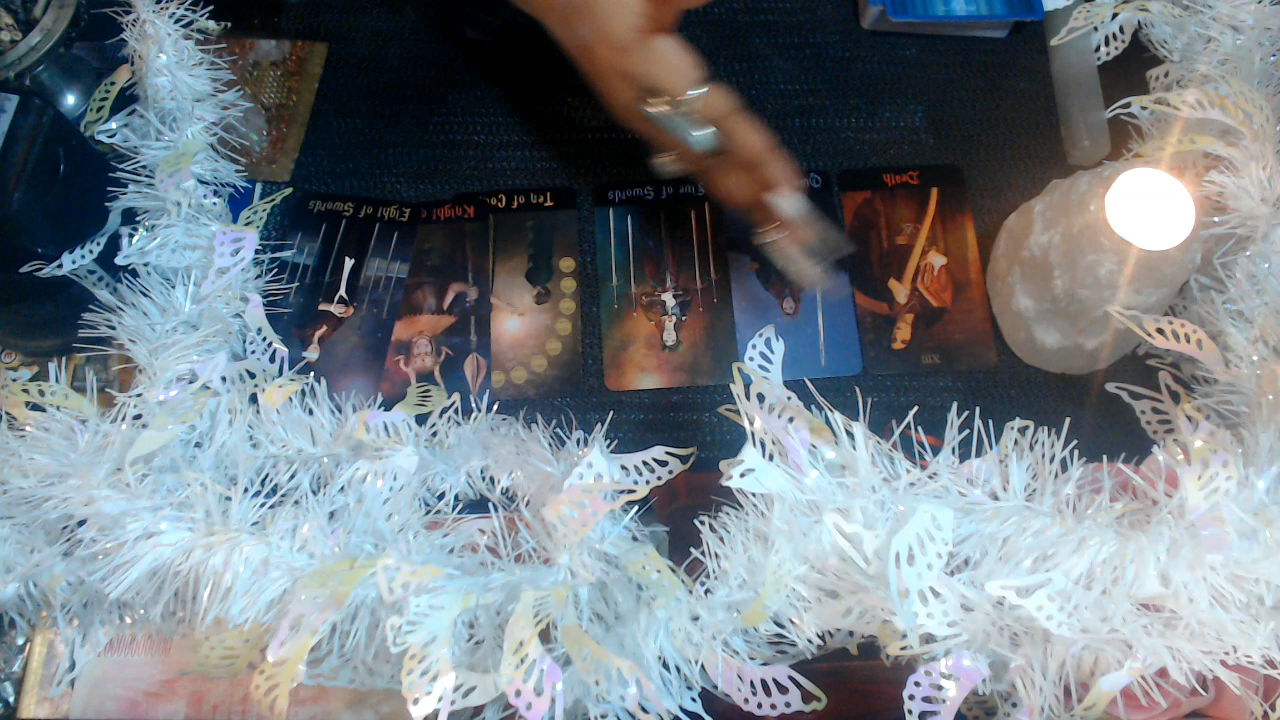 Eight of Swords
Knight
Ten of Co
Five of Swords
Death
XIII